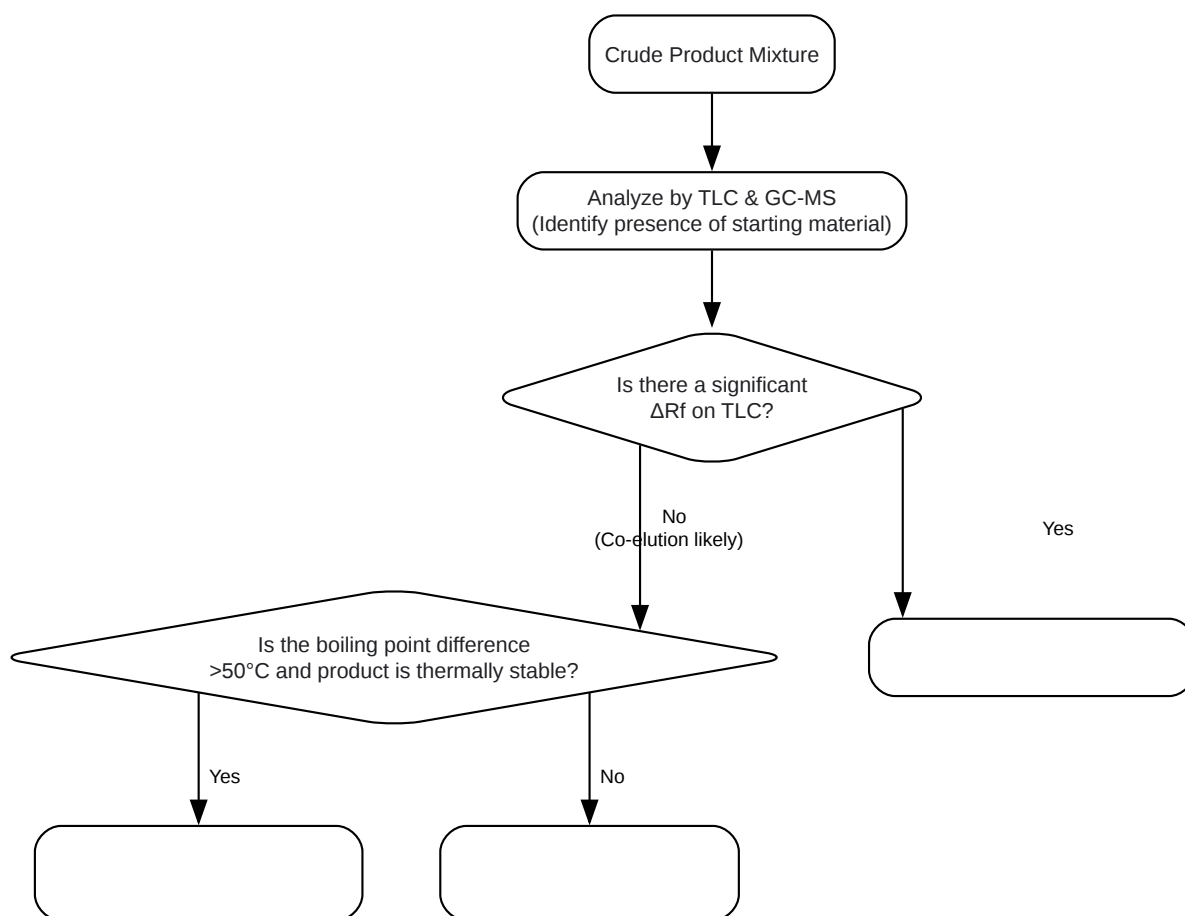 Crude Product Mixture
Analyze by TLC & GC-MS
(Identify presence of starting material)
Is there a significant
ΔRf on TLC?
No
(Co-elution likely)
Yes
Is the boiling point difference
>50°C and product is thermally stable?
Yes
No